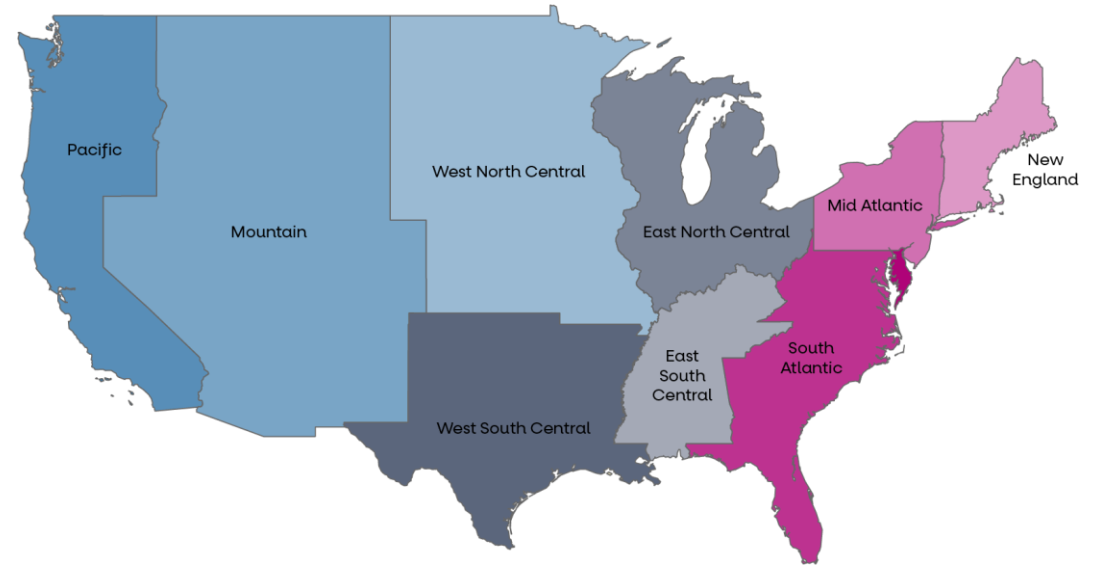 Pacific
West North Central
New
England
Mid Atlantic
Mountain
East North Central
East
South
Central
South
Atlantic
West South Central